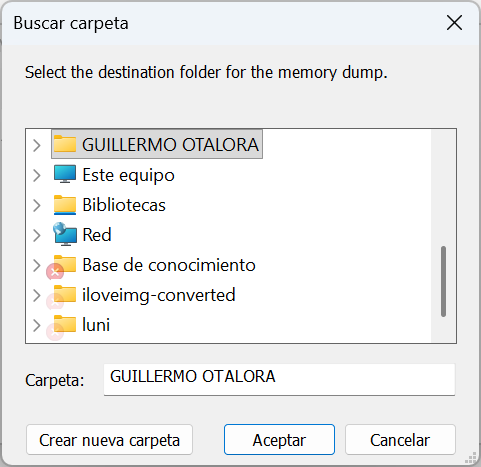 Buscar carpeta
Select the destination folder for the memory dump.
GUILLERMO OTALORA
Este equipo
Bibliotecas
Red
Base de conocimiento
iloveimg-converted
luni
Carpeta: GUILLERMO OTALORA
Crear nueva carpeta Aceptar Cancelar